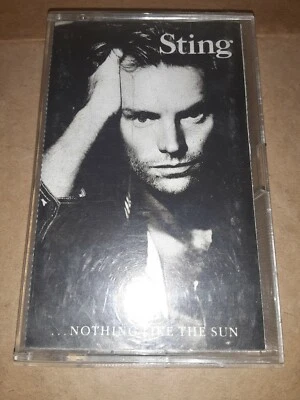 Sting
...NOTHING LIKE THE SUN